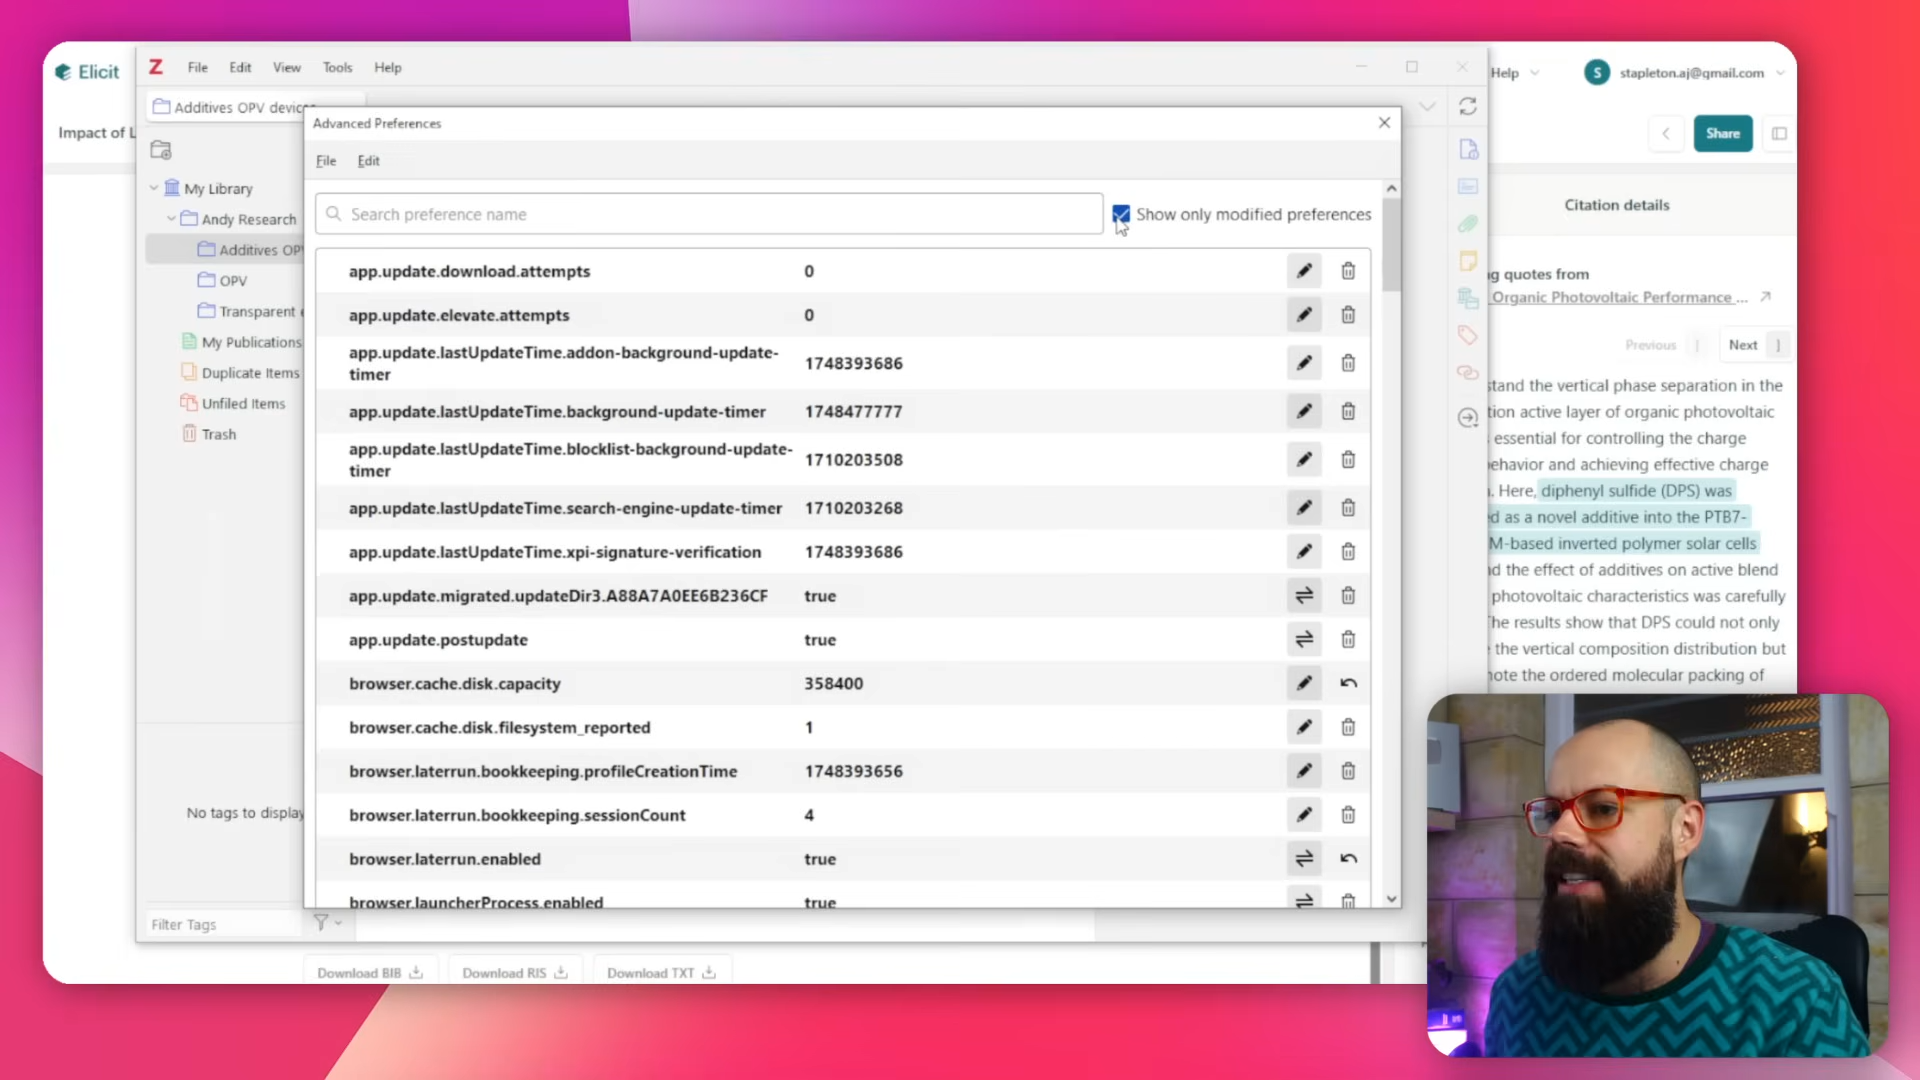 Elicit
Z
File Edit View Tools Help
Help
S
stapleton.aj@gmail.com
Additives OPV device
Impact of L
Share
Advanced Preferences
File Edit
Search preference name
Show only modified preferences
My Library
Andy Research
Additives OP
OPV
Transparent
My Publications
Duplicate Items
Unfiled Items
Trash
No tags to display
Filter Tags
app.update.download.attempts 0
app.update.elevate.attempts 0
app.update.lastUpdateTime.addon-background-update-
timer 1748393686
app.update.lastUpdateTime.background-update-timer 1748477777
app.update.lastUpdateTime.blocklist-background-update-
timer 1710203508
app.update.lastUpdateTime.search-engine-update-timer 1710203268
app.update.lastUpdateTime.xpi-signature-verification 1748393686
app.update.migrated.updateDir3.A88A7A0EE6B236CF true
app.update.postupdate true
browser.cache.disk.capacity 358400
browser.cache.disk.filesystem_reported 1
browser.laterrun.bookkeeping.profileCreationTime 1748393656
browser.laterrun.bookkeeping.sessionCount 4
browser.laterrun.enabled true
browser.launcherProcess.enabled true
Citation details
g quotes from
Organic Photovoltaic Performance ...
Previous [ Next ]
stand the vertical phase separation in the
tion active layer of organic photovoltaic
essential for controlling the charge
ehavior and achieving effective charge
. Here, diphenyl sulfide (DPS) was
ed as a novel additive into the PTB7-
M-based inverted polymer solar cells
d the effect of additives on active blend
photovoltaic characteristics was carefully
The results show that DPS could not only
the vertical composition distribution but
note the ordered molecular packing of
Download BIB Download RIS Download TXT